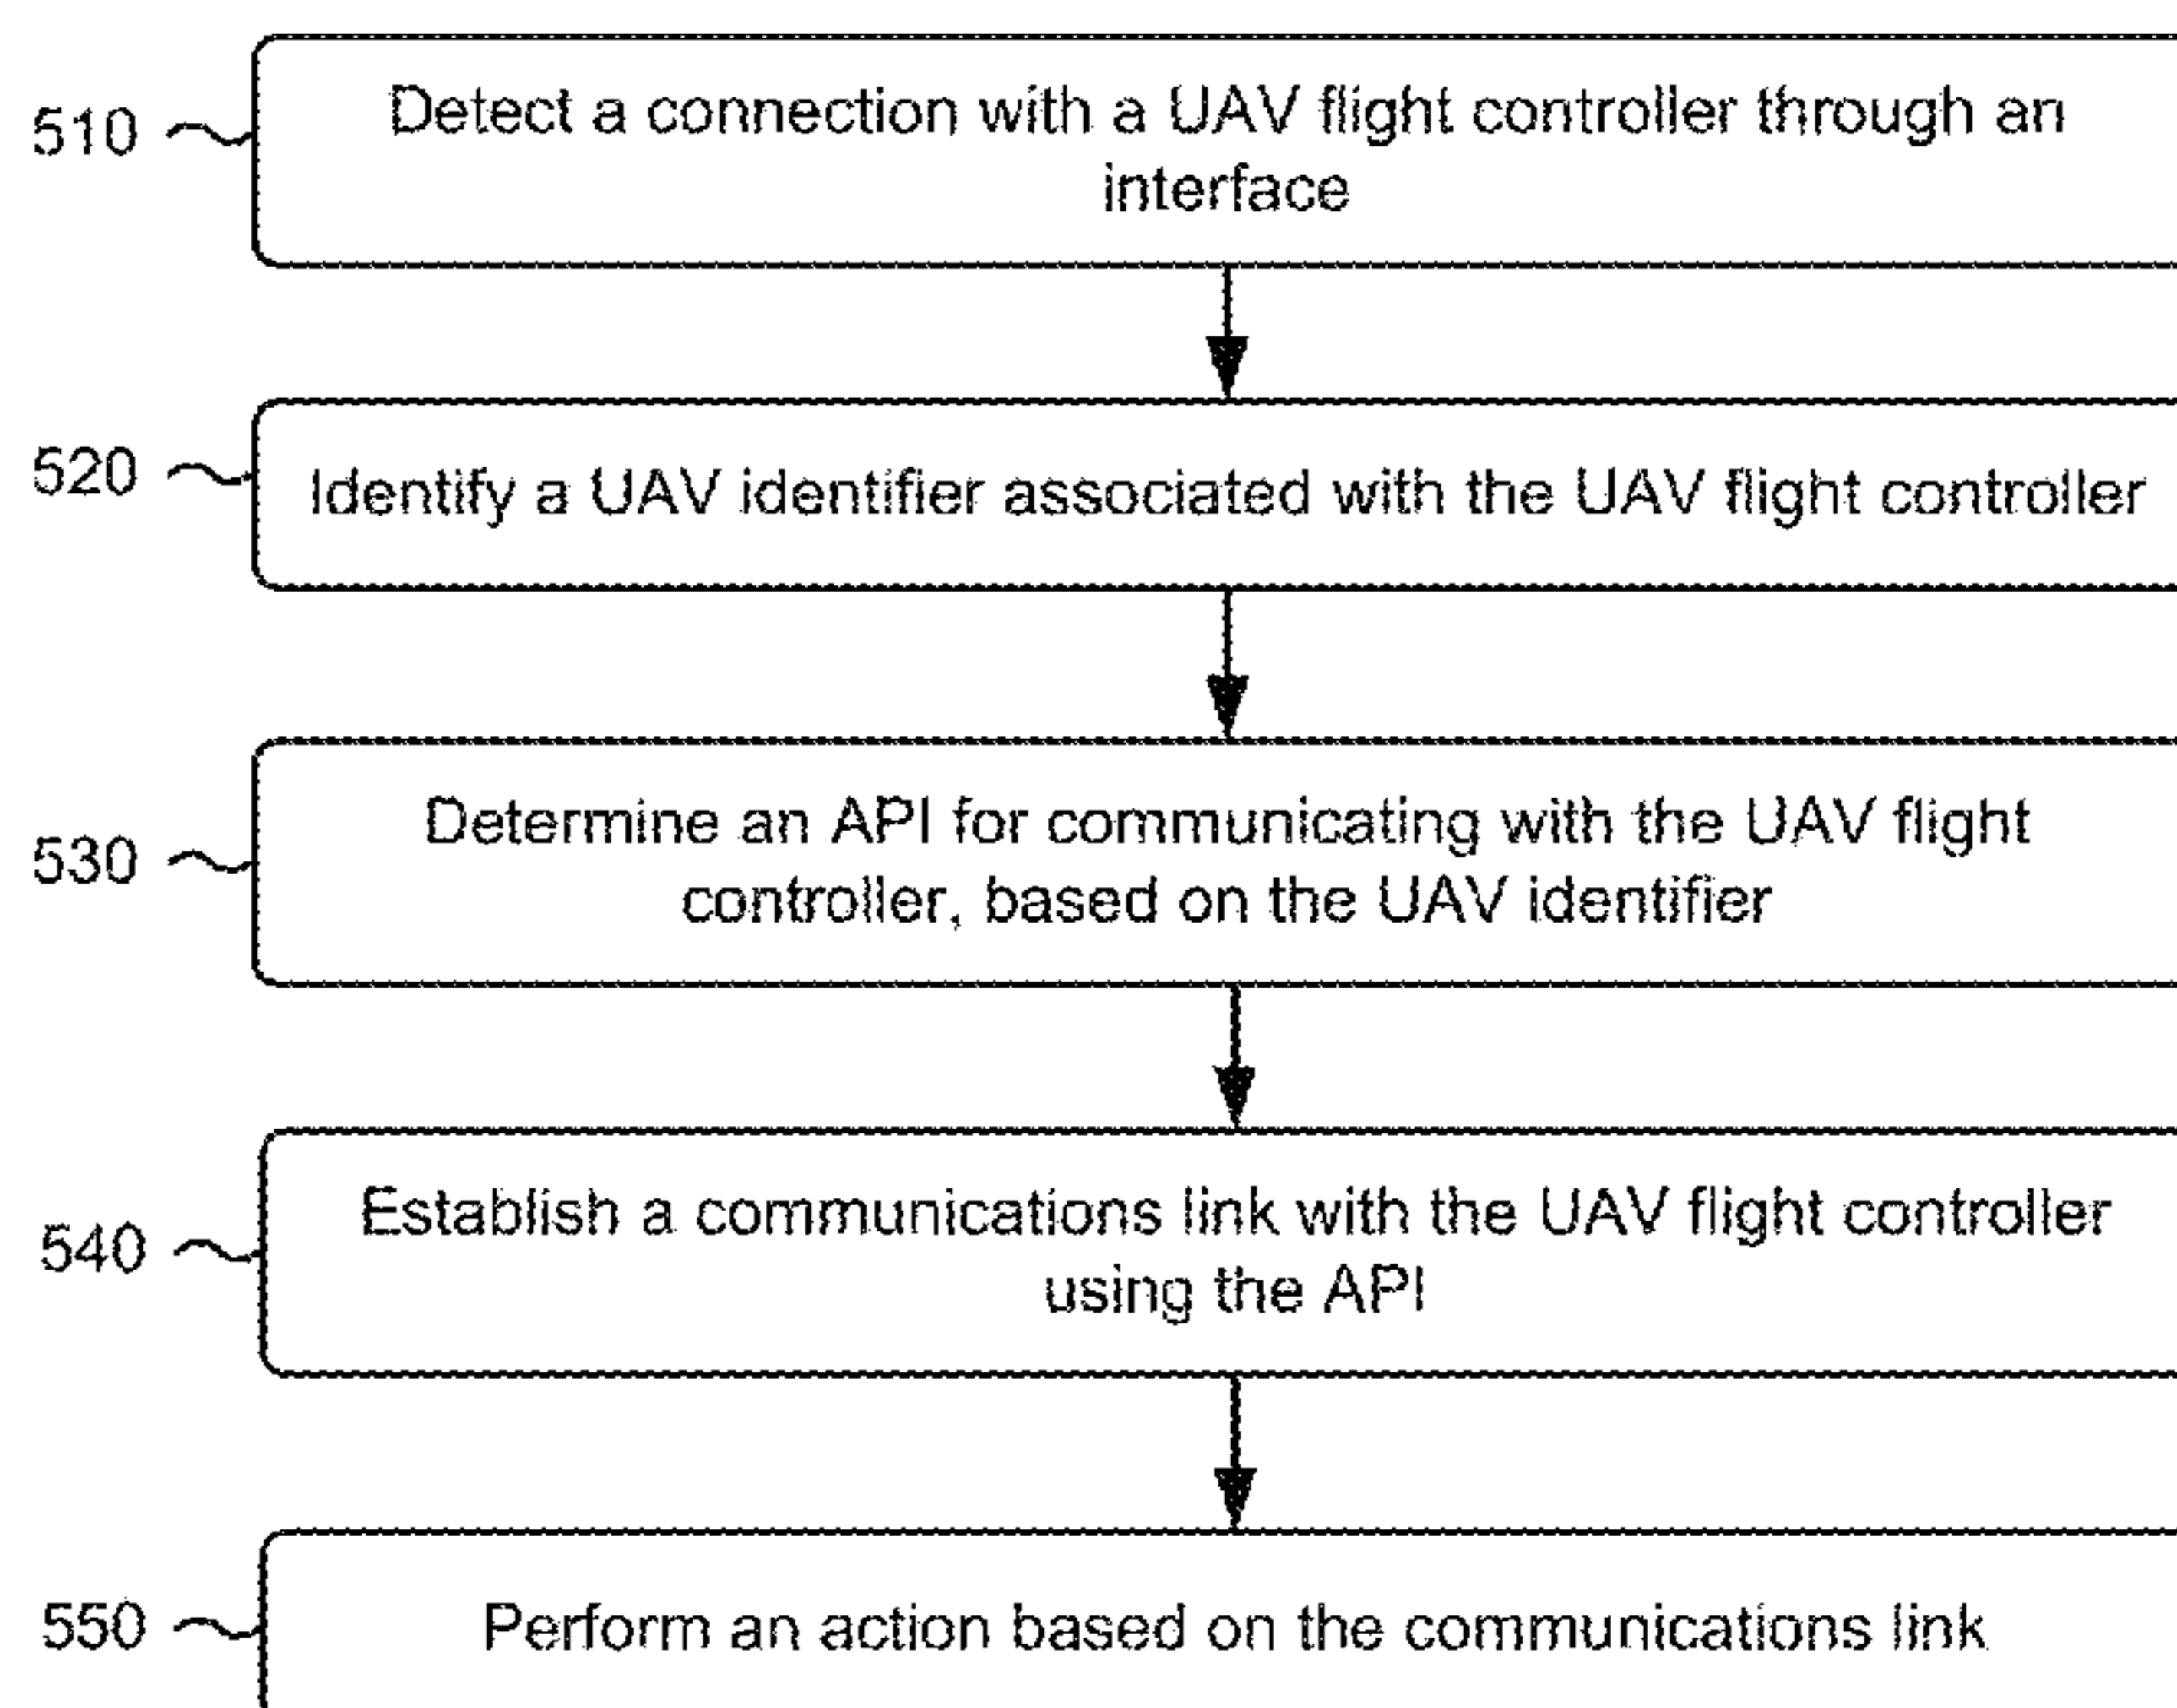 510
Detect a connection with a UAV flight controller through an
interface
520
Identify a UAV identifier associated with the UAV flight controller
530
Determine an API for communicating with the UAV flight
controller, based on the UAV identifier
540
Establish a communications link with the UAV flight controller
using the API
550
Perform an action based on the communications link